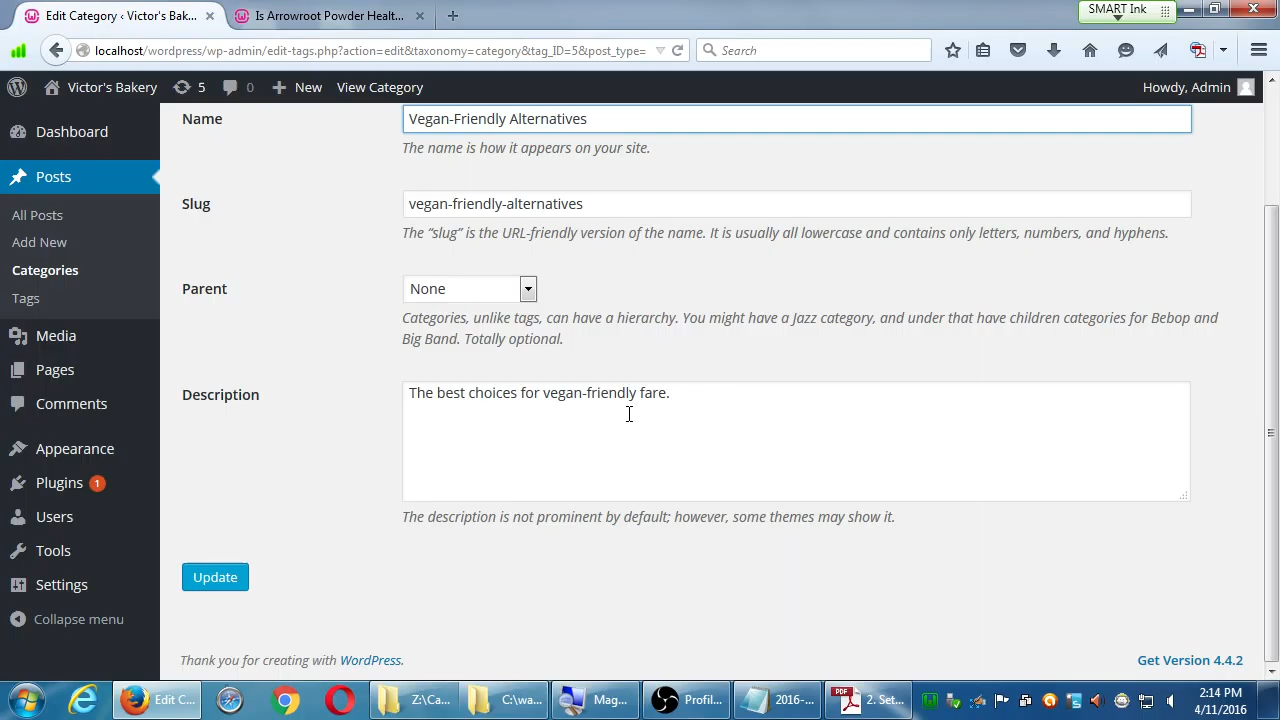 Edit Category ‹ Victor's Bak...
Is Arrowroot Powder Healt...
SMART Ink
localhost/wordpress/wp-admin/edit-tags.php?action=edit&taxonomy=category&tag_ID=5&post_type=
Search
Victor's Bakery
5
0
New
View Category
Howdy, Admin
Dashboard
Posts
All Posts
Add New
Categories
Tags
Media
Pages
Comments
Appearance
Plugins 1
Users
Tools
Settings
Collapse menu
Name
Vegan-Friendly Alternatives
The name is how it appears on your site.
Slug
vegan-friendly-alternatives
The “slug” is the URL-friendly version of the name. It is usually all lowercase and contains only letters, numbers, and hyphens.
Parent
None
Categories, unlike tags, can have a hierarchy. You might have a Jazz category, and under that have children categories for Bebop and
Big Band. Totally optional.
Description
The best choices for vegan-friendly fare.
The description is not prominent by default; however, some themes may show it.
Update
Thank you for creating with WordPress.
Get Version 4.4.2
Edit C...
Z:\Ca...
C:\wa...
Mag...
Profil...
2016-...
PDF
2. Set...
2:14 PM
4/11/2016